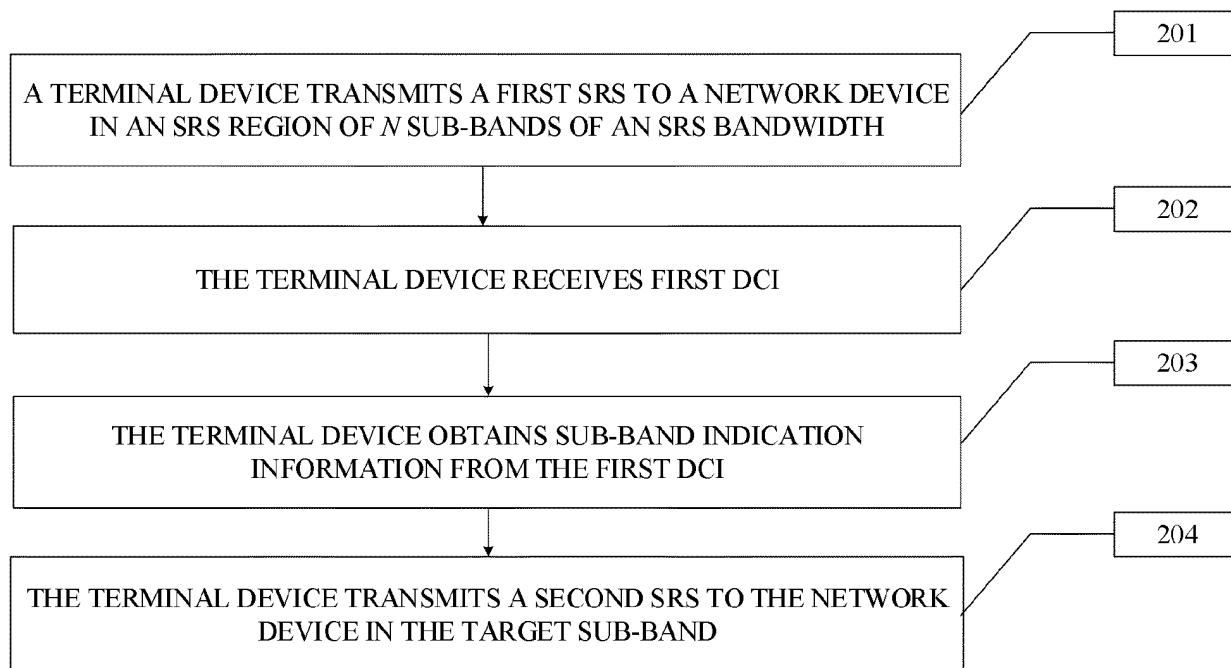 201
A TERMINAL DEVICE TRANSMITS A FIRST SRS TO A NETWORK DEVICE
IN AN SRS REGION OF N SUB-BANDS OF AN SRS BANDWIDTH
202
THE TERMINAL DEVICE RECEIVES FIRST DCI
203
THE TERMINAL DEVICE OBTAINS SUB-BAND INDICATION
INFORMATION FROM THE FIRST DCI
204
THE TERMINAL DEVICE TRANSMITS A SECOND SRS TO THE NETWORK
DEVICE IN THE TARGET SUB-BAND